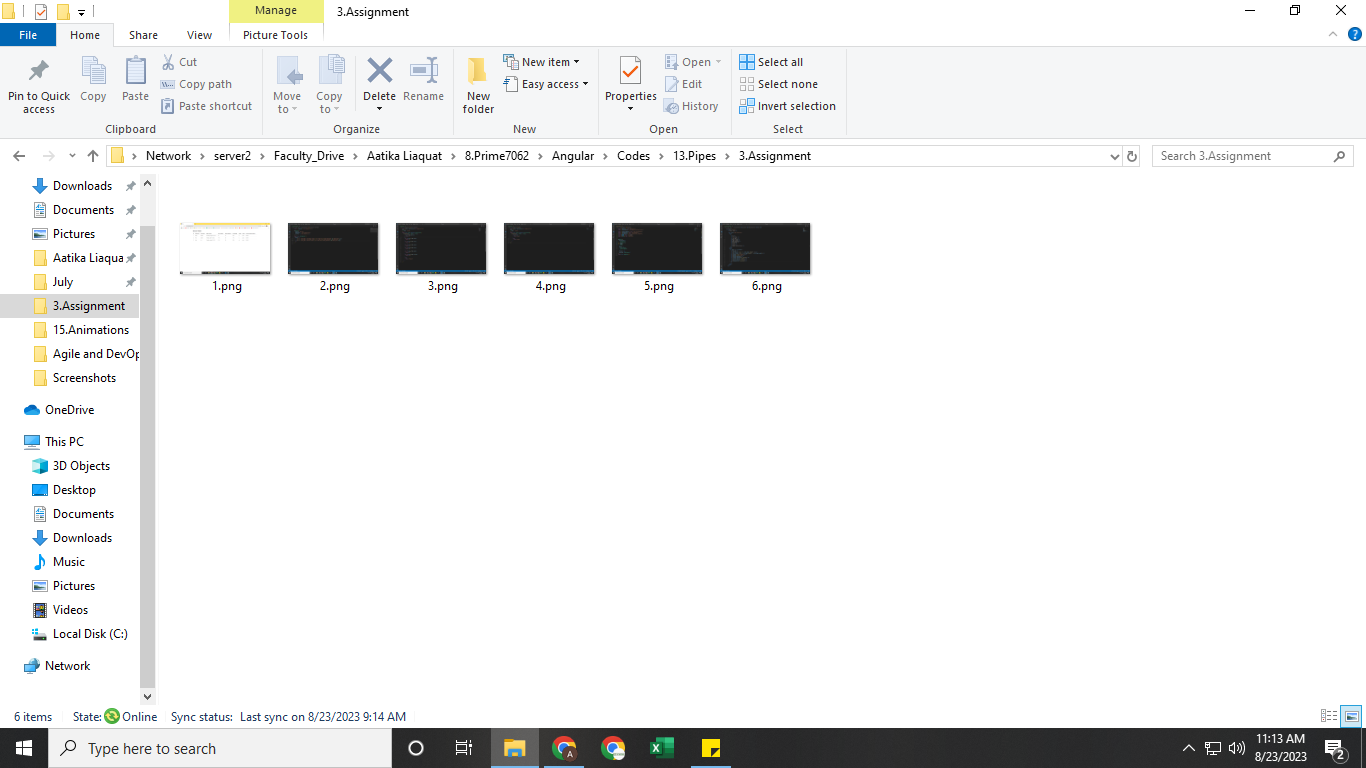 Manage
3.Assignment
File
Home
Share
View
Picture Tools
Pin to Quick access
Copy
Paste
Cut
Copy path
Paste shortcut
Clipboard
Move to
Copy to
Delete
Rename
Organize
New folder
New item
Easy access
New
Properties
Open
Edit
History
Open
Select all
Select none
Invert selection
Select
Network > server2 > Faculty_Drive > Aatika Liaquat > 8.Prime7062 > Angular > Codes > 13.Pipes > 3.Assignment
Search 3.Assignment
Downloads
Documents
Pictures
Aatika Liaqua
July
3.Assignment
15.Animations
Agile and DevOp
Screenshots
OneDrive
This PC
3D Objects
Desktop
Documents
Downloads
Music
Pictures
Videos
Local Disk (C:)
Network
1.png
2.png
3.png
4.png
5.png
6.png
6 items
State: Online
Sync status: Last sync on 8/23/2023 9:14 AM
Type here to search
A
11:13 AM
8/23/2023
2